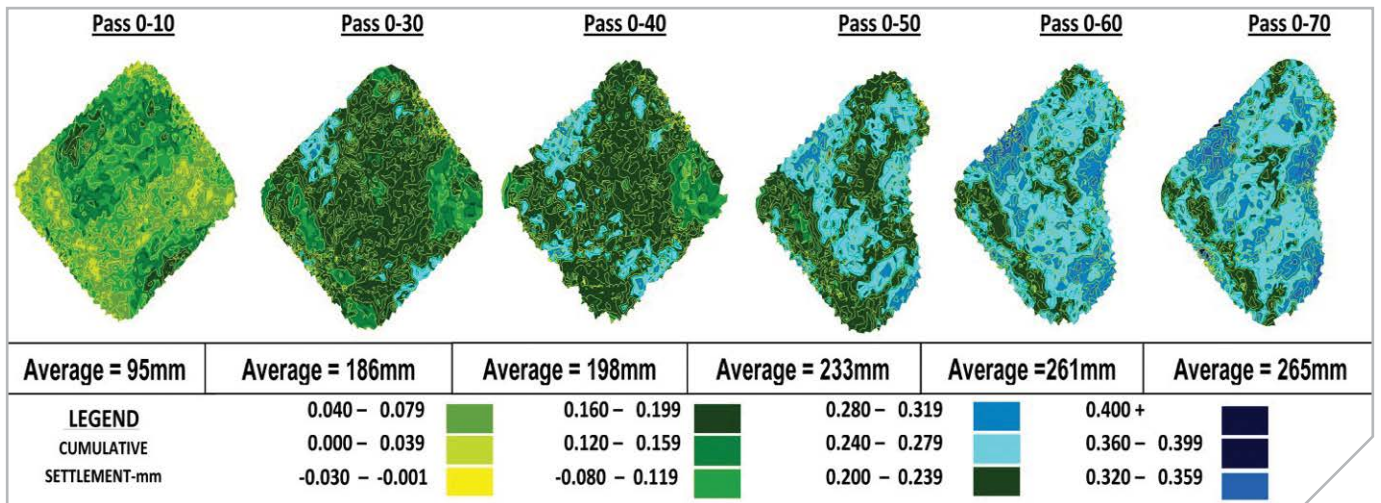 Pass 0-10 Pass 0-30 Pass 0-40 Pass 0-50 Pass 0-60 Pass 0-70
Average = 95mm Average = 186mm Average = 198mm Average = 233mm Average =261mm Average = 265mm
LEGEND
CUMULATIVE
SETTLEMENT-mm
0.040 – 0.079
0.000 – 0.039
-0.030 – -0.001
0.160 – 0.199
0.120 – 0.159
-0.080 – 0.119
0.280 – 0.319
0.240 – 0.279
0.200 – 0.239
0.400 +
0.360 – 0.399
0.320 – 0.359